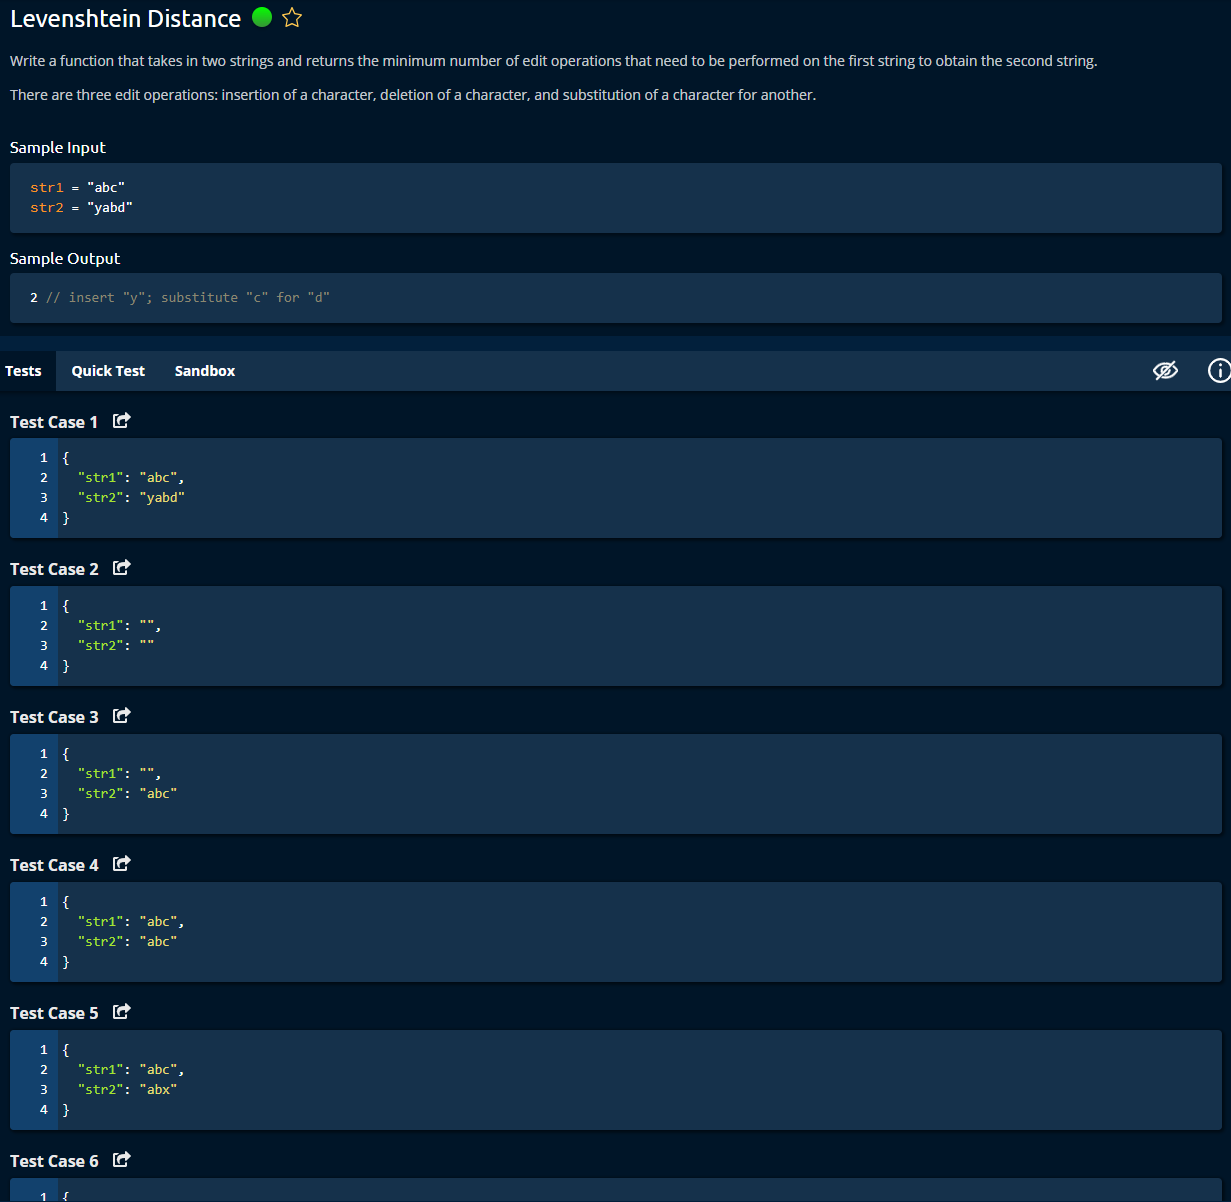 Levenshtein Distance
Write a function that takes in two strings and returns the minimum number of edit operations that need to be performed on the first string to obtain the second string.
There are three edit operations: insertion of a character, deletion of a character, and substitution of a character for another.
Sample Input
str1 = "abc"
str2 = "yabd"
Sample Output
2 // insert "y"; substitute "c" for "d"
Tests Quick Test Sandbox
Test Case 1
1 {
2 "str1": "abc",
3 "str2": "yabd"
4 }
Test Case 2
1 {
2 "str1": "",
3 "str2": ""
4 }
Test Case 3
1 {
2 "str1": "",
3 "str2": "abc"
4 }
Test Case 4
1 {
2 "str1": "abc",
3 "str2": "abc"
4 }
Test Case 5
1 {
2 "str1": "abc",
3 "str2": "abx"
4 }
Test Case 6
1 {